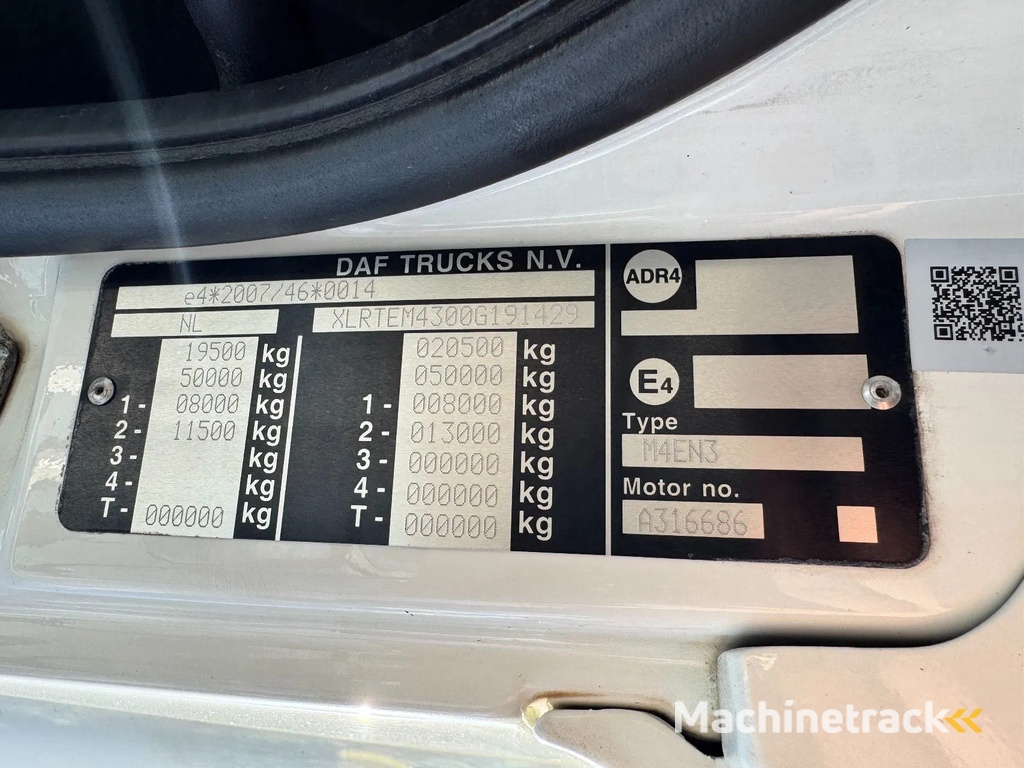 DAF TRUCKS N.V.
e4*2007/46*0014
NL XLRTEM4300G191429
19500 kg 020500 kg
50000 kg 050000 kg
1- 08000 kg 1- 008000 kg
2- 11500 kg 2- 013000 kg
3- kg 3- 000000 kg
4- kg 4- 000000 kg
T- 000000 kg T- 000000 kg
ADR4
E4
Type
M4EN3
Motor no.
A316686
Machinetrack